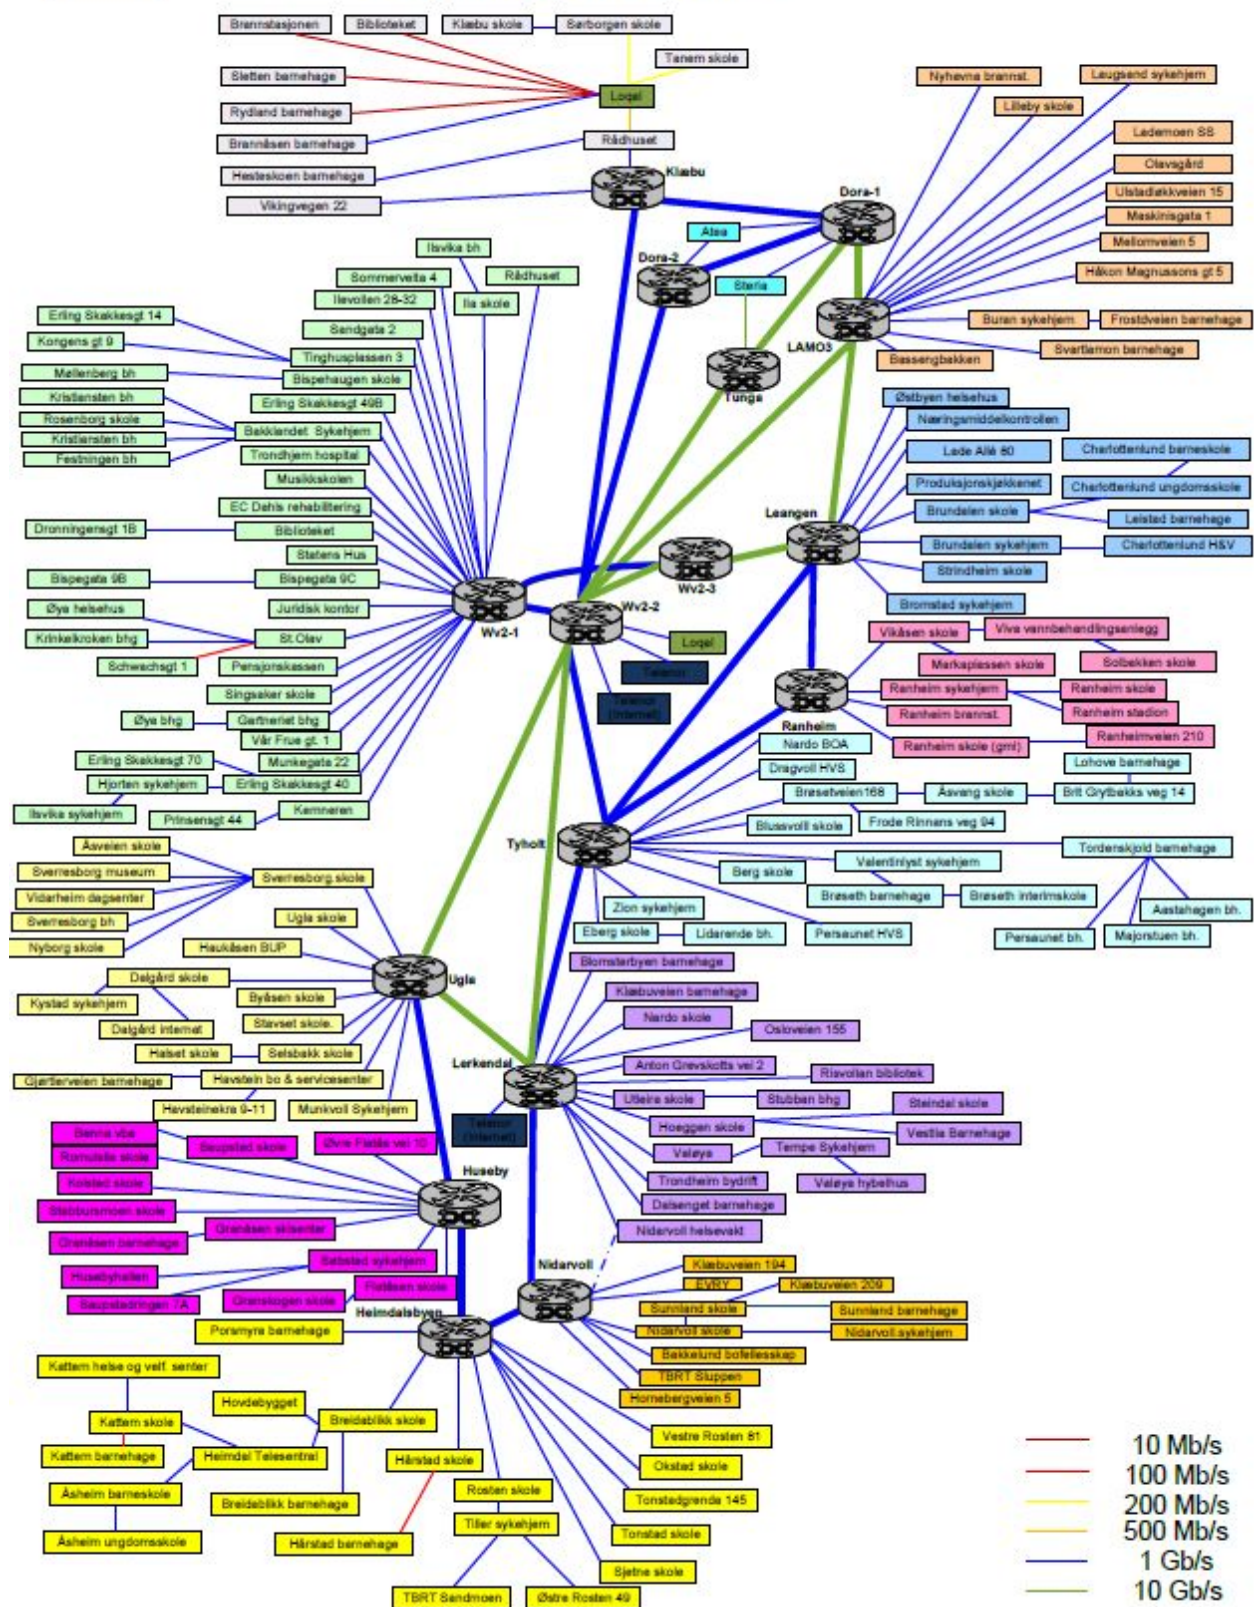 Brannstasjonen
Biblioteket
Klæbu skole
Sørborgen skole
Tanem skole
Sletten barnehage
Loqal
Rydland barnehage
Brannåsen barnehage
Rådhuset
Hesteskoen barnehage
Klæbu
Vikingvegen 22
Nyhavna brannst.
Laugsand sykehjem
Lilleby skole
Lademoen SS
Olavsgård
Ulstadløkkveien 15
Maskinisgata 1
Mellomveien 5
Håkon Magnussons gt 5
Buran sykehjem
Frostdveien barnehage
Svartlamon barnehage
Bassengbakken
Dora-1
Atea
Dora-2
Steria
LAMO3
Tunga
Ilsvika bh
Sommerveita 4
Rådhuset
Ilevollen 28-32
Ila skole
Erling Skakkesgt 14
Sandgata 2
Kongens gt 9
Tinghusplassen 3
Møllenberg bh
Bispehaugen skole
Kristiansten bh
Erling Skakkesgt 49B
Rosenborg skole
Bakklandet Sykehjem
Kristiansten bh
Trondhjem hospital
Festningen bh
Musikkskolen
EC Dahls rehabilitering
Dronningensgt 1B
Biblioteket
Statens Hus
Bispegata 9B
Bispegata 9C
Øya helsehus
Juridisk kontor
Krinkelkroken bhg
St.Olav
Schwachsgt 1
Pensjonskassen
Singsaker skole
Øya bhg
Gartneriet bhg
Vår Frue gt. 1
Erling Skakkesgt 70
Munkegata 22
Hjorten sykehjem
Erling Skakkesgt 40
Ilsvika sykehjem
Prinsensgt 44
Kemneren
Wv2-1
Wv2-2
Wv2-3
Loqal
Telenor
Telenor
(Internet)
Østbyen helsehus
Næringsmiddelkontrollen
Lade Allé 80
Charlottenlund barneskole
Produksjonskjøkkenet
Charlottenlund ungdomsskole
Leangen
Brundalen skole
Leistad barnehage
Brundalen sykehjem
Charlottenlund H&V
Strindheim skole
Bromstad sykehjem
Vikåsen skole
Viva vannbehandlingsanlegg
Markaplassen skole
Solbakken skole
Ranheim sykehjem
Ranheim skole
Ranheim brannst.
Ranheim stadion
Ranheim skole (gml)
Ranheimveien 210
Ranheim
Nardo BOA
Dragvoll HVS
Lohove barnehage
Brøsetveien168
Åsvang skole
Brit Grytbakks veg 14
Blussvolll skole
Frode Rinnans veg 94
Tyholt
Valentinlyst sykehjem
Tordenskjold barnehage
Berg skole
Brøseth barnehage
Brøseth interimskole
Zion sykehjem
Aastahagen bh.
Eberg skole
Lidarende bh.
Persaunet HVS
Persaunet bh.
Majorstuen bh.
Åsveien skole
Sverresborg museum
Sverresborg skole
Vidarheim dagsenter
Sverresborg bh
Ugla skole
Nyborg skole
Haukåsen BUP
Ugla
Dalgård skole
Kystad sykehjem
Byåsen skole
Dalgård internat
Stavset skole.
Halset skole
Selsbakk skole
Gjørtlerveien barnehage
Havstein bo & servicesenter
Havsteinekra 9-11
Munkvoll Sykehjem
Blomsterbyen barnehage
Klæbuveien barnehage
Nardo skole
Osloveien 155
Lerkendal
Anton Grevskotts vei 2
Risvollan bibliotek
Utleira skole
Stubban bhg
Steindal skole
Hoeggen skole
Vestlia Barnehage
Telenor
(Internet)
Valøya
Tempe Sykehjem
Trondheim bydrift
Valøya hybelhus
Dalsenget barnehage
Nidarvoll helsevakt
Benna vba
Saupstad skole
Øvre Flatås vei 10
Romulslia skole
Huseby
Kolstad skole
Stabbursmoen skole
Granåsen skisenter
Granåsen barnehage
Søbstad sykehjem
Husebyhallen
Flatåsen skole
Saupstadringen 7A
Granskogen skole
Nidarvoll
Klæbuveien 194
EVRY
Klæbuveien 209
Sunnland skole
Sunnland barnehage
Nidarvoll skole
Nidarvoll sykehjem
Bakkelund bofellesskap
TBRT Sluppen
Hornebergveien 5
Heimdalsbyen
Porsmyra barnehage
Kattem helse og velf. senter
Hovdebygget
Kattem skole
Breidablikk skole
Kattem barnehage
Heimdal Telesentral
Hårstad skole
Åsheim barneskole
Breidablikk barnehage
Åsheim ungdomsskole
Hårstad barnehage
Rosten skole
Tiller sykehjem
Vestre Rosten 81
Okstad skole
Tonstadgrenda 145
Tonstad skole
Sjetne skole
TBRT Sandmoen
Østre Rosten 49
10 Mb/s
100 Mb/s
200 Mb/s
500 Mb/s
1 Gb/s
10 Gb/s